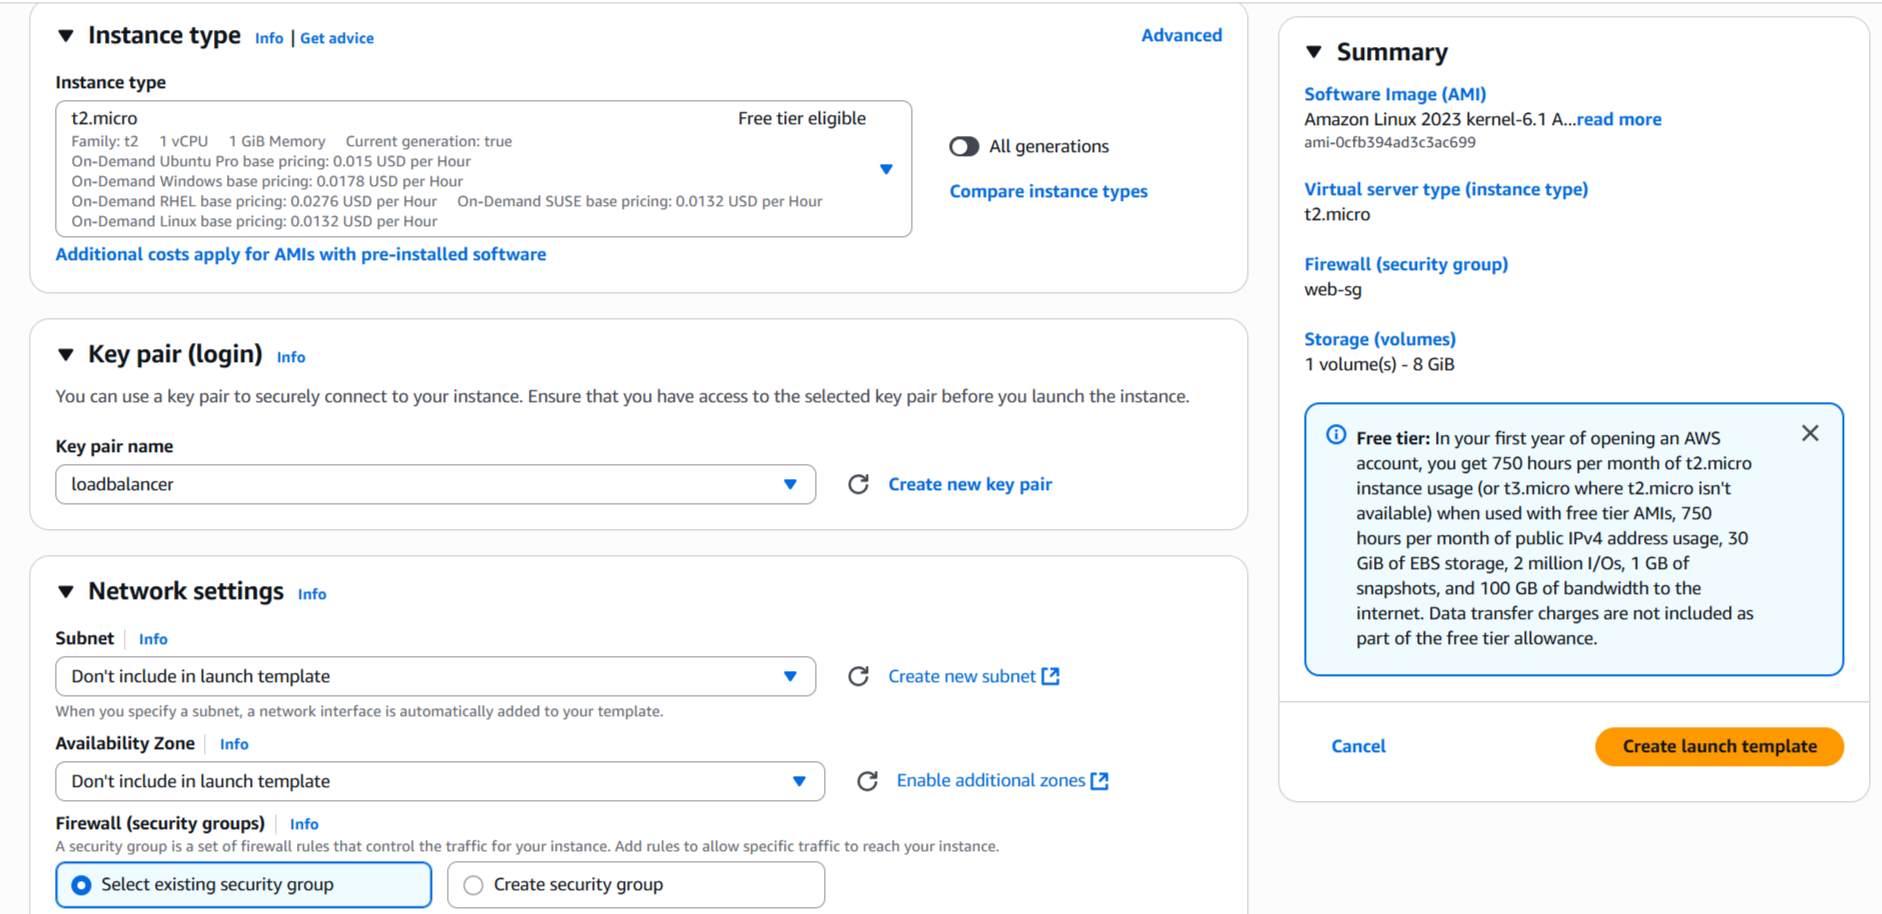 Instance type Info | Get advice Advanced
Instance type
t2.micro Free tier eligible
Family: t2 1 vCPU 1 GiB Memory Current generation: true
On-Demand Ubuntu Pro base pricing: 0.015 USD per Hour
On-Demand Windows base pricing: 0.0178 USD per Hour
On-Demand RHEL base pricing: 0.0276 USD per Hour On-Demand SUSE base pricing: 0.0132 USD per Hour
On-Demand Linux base pricing: 0.0132 USD per Hour
All generations
Compare instance types
Additional costs apply for AMIs with pre-installed software
Key pair (login) Info
You can use a key pair to securely connect to your instance. Ensure that you have access to the selected key pair before you launch the instance.
Key pair name
loadbalancer Create new key pair
Network settings Info
Subnet Info
Don't include in launch template Create new subnet
When you specify a subnet, a network interface is automatically added to your template.
Availability Zone Info
Don't include in launch template Enable additional zones
Firewall (security groups) Info
A security group is a set of firewall rules that control the traffic for your instance. Add rules to allow specific traffic to reach your instance.
Select existing security group Create security group
Summary
Software Image (AMI)
Amazon Linux 2023 kernel-6.1 A...read more
ami-0cfb394ad3c3ac699
Virtual server type (instance type)
t2.micro
Firewall (security group)
web-sg
Storage (volumes)
1 volume(s) - 8 GiB
Free tier: In your first year of opening an AWS
account, you get 750 hours per month of t2.micro
instance usage (or t3.micro where t2.micro isn't
available) when used with free tier AMIs, 750
hours per month of public IPv4 address usage, 30
GiB of EBS storage, 2 million I/Os, 1 GB of
snapshots, and 100 GB of bandwidth to the
internet. Data transfer charges are not included as
part of the free tier allowance.
Cancel Create launch template